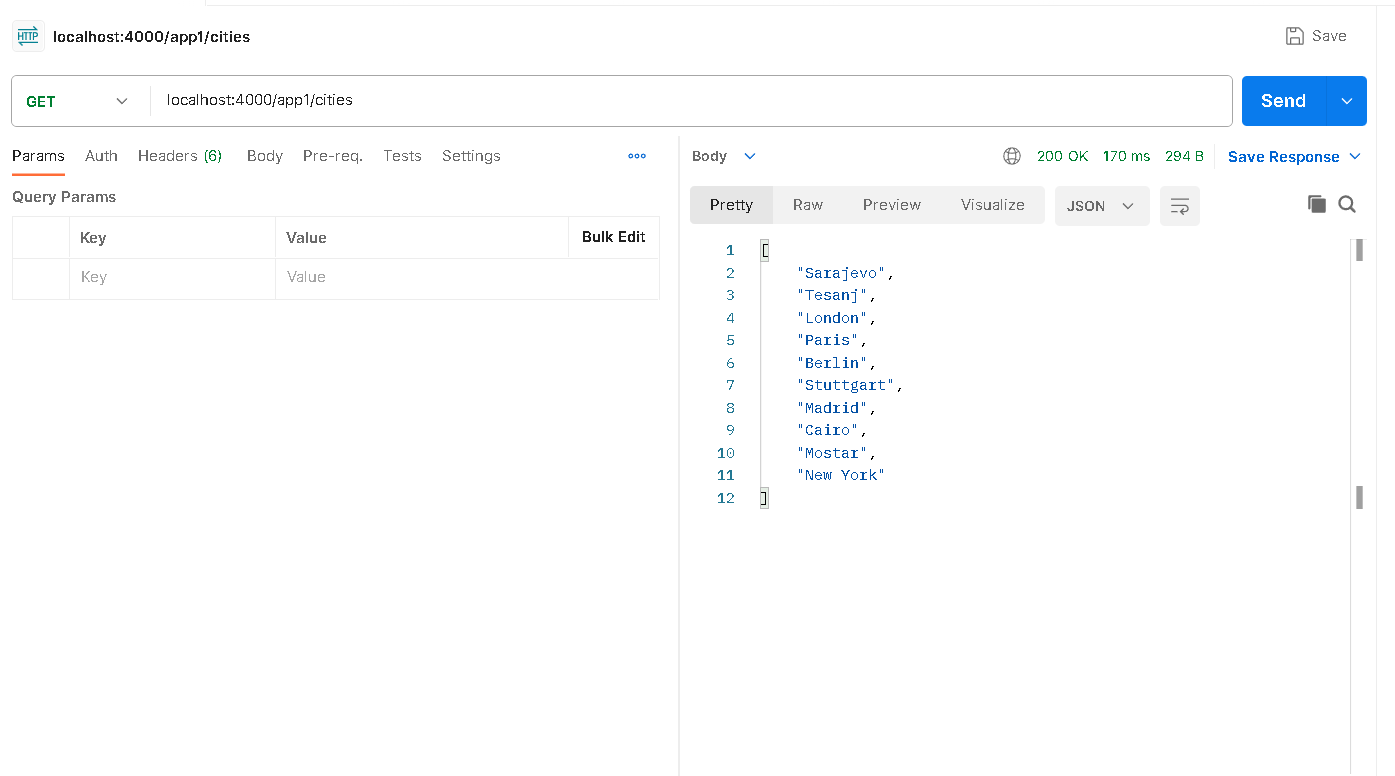 HTTP localhost:4000/app1/cities Save
GET localhost:4000/app1/cities Send
Params Auth Headers (6) Body Pre-req. Tests Settings
Query Params
Key Value Bulk Edit
Key Value
Body 200 OK 170 ms 294 B Save Response
Pretty Raw Preview Visualize JSON
1 [
2 "Sarajevo",
3 "Tesanj",
4 "London",
5 "Paris",
6 "Berlin",
7 "Stuttgart",
8 "Madrid",
9 "Cairo",
10 "Mostar",
11 "New York"
12 ]